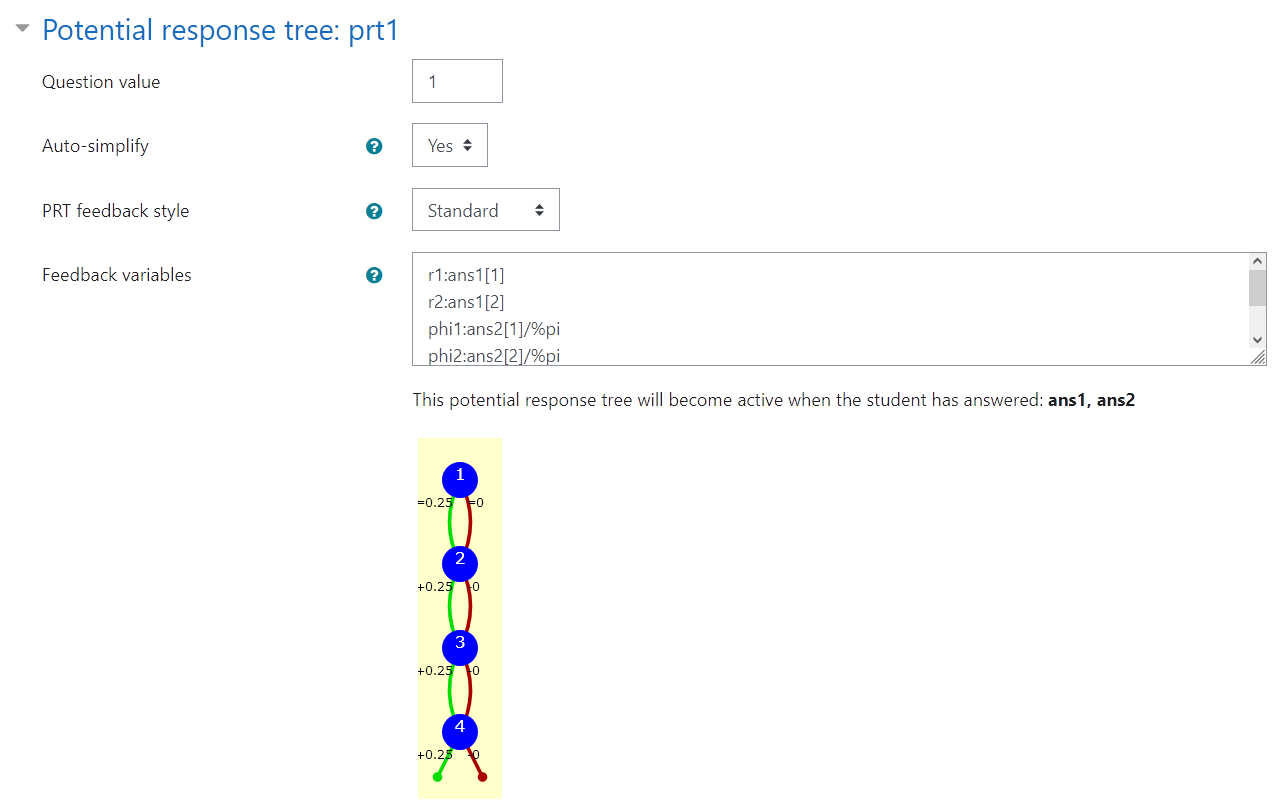 Potential response tree: prt1
Question value
1
Auto-simplify
?
Yes
PRT feedback style
?
Standard
Feedback variables
?
r1:ans1[1]
r2:ans1[2]
phi1:ans2[1]/%pi
phi2:ans2[2]/%pi
This potential response tree will become active when the student has answered: ans1, ans2
1
=0.25 =0
2
+0.25 -0
3
+0.25 -0
4
+0.25 -0